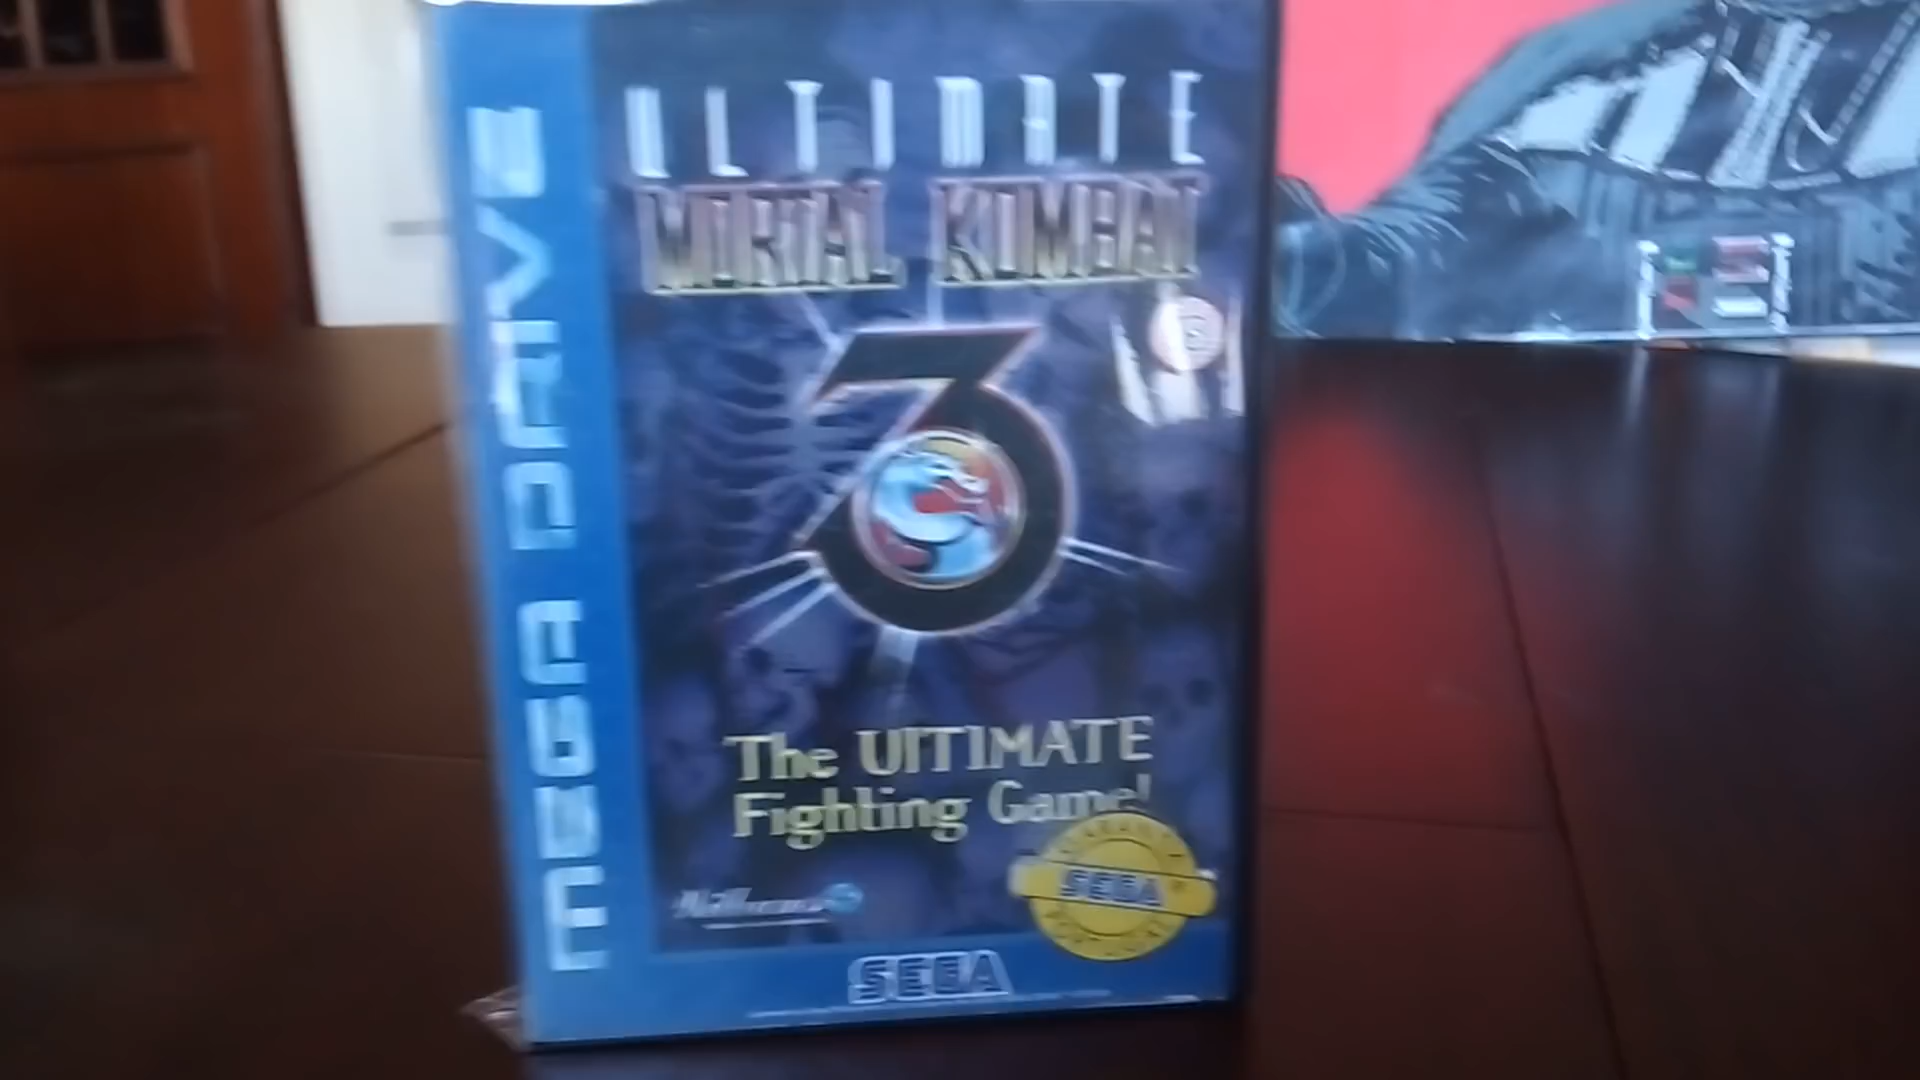 MEGA DRIVE
ULTIMATE
MORTAL KOMBAT
3
The ULTIMATE
Fighting Game!
SEGA
SEGA